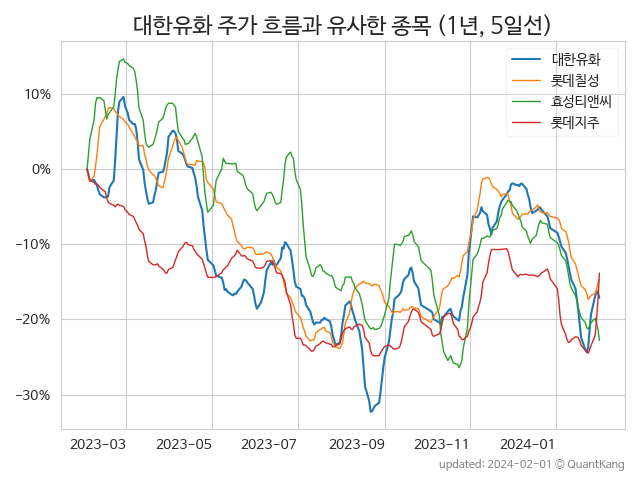 대한유화 주가 흐름과 유사한 종목 (1년, 5일선)
대한유화
롯데칠성
효성티앤씨
롯데지주
10%
0%
−10%
−20%
−30%
2023-03 2023-05 2023-07 2023-09 2023-11 2024-01
updated: 2024-02-01 © QuantKang